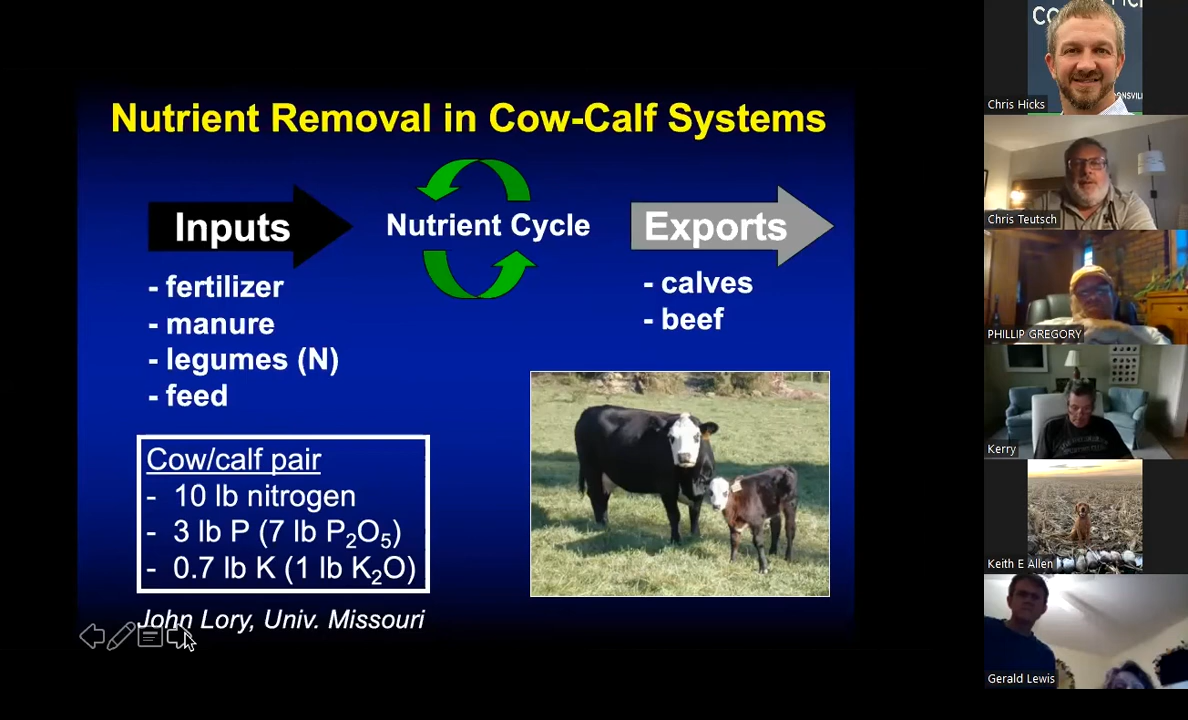 Nutrient Removal in Cow-Calf Systems
Inputs
Nutrient Cycle
Exports
- fertilizer
- manure
- legumes (N)
- feed
- calves
- beef
Cow/calf pair
- 10 lb nitrogen
- 3 lb P (7 lb P₂O₅)
- 0.7 lb K (1 lb K₂O)
John Lory, Univ. Missouri
Chris Hicks
Chris Teutsch
PHILLIP GREGORY
Kerry
Keith E Allen
Gerald Lewis